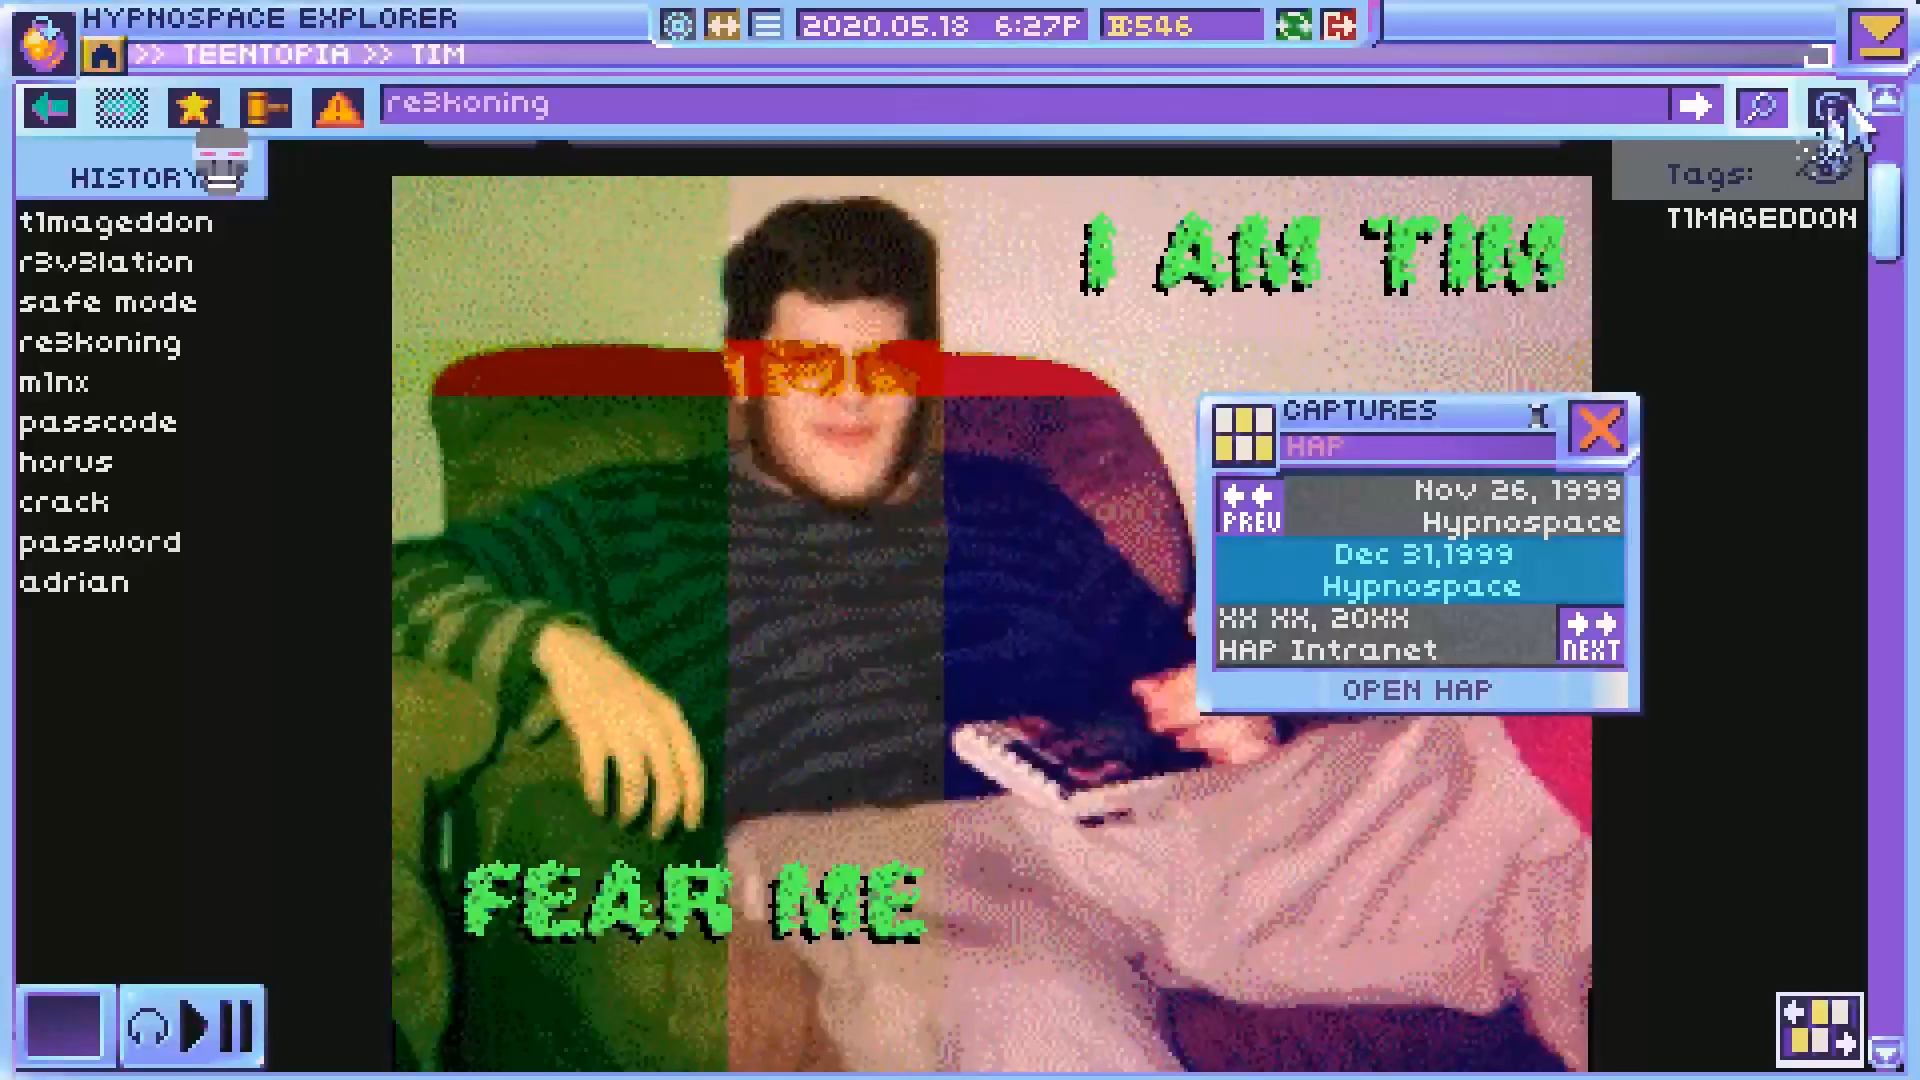 HYPNOSPACE EXPLORER
2020.05.18 6:27P
546
>> TEENTOPIA >> TIM
re3koning
HISTORY
t1mageddon
r3v3lation
safe mode
re3koning
m1nx
passcode
horus
crack
password
adrian
Tags:
T1MAGEDDON
I AM TIM
FEAR ME
CAPTURES
HAP
PREV
Nov 26, 1999
Hypnospace
Dec 31,1999
Hypnospace
XX XX, 20XX
HAP Intranet
NEXT
OPEN HAP